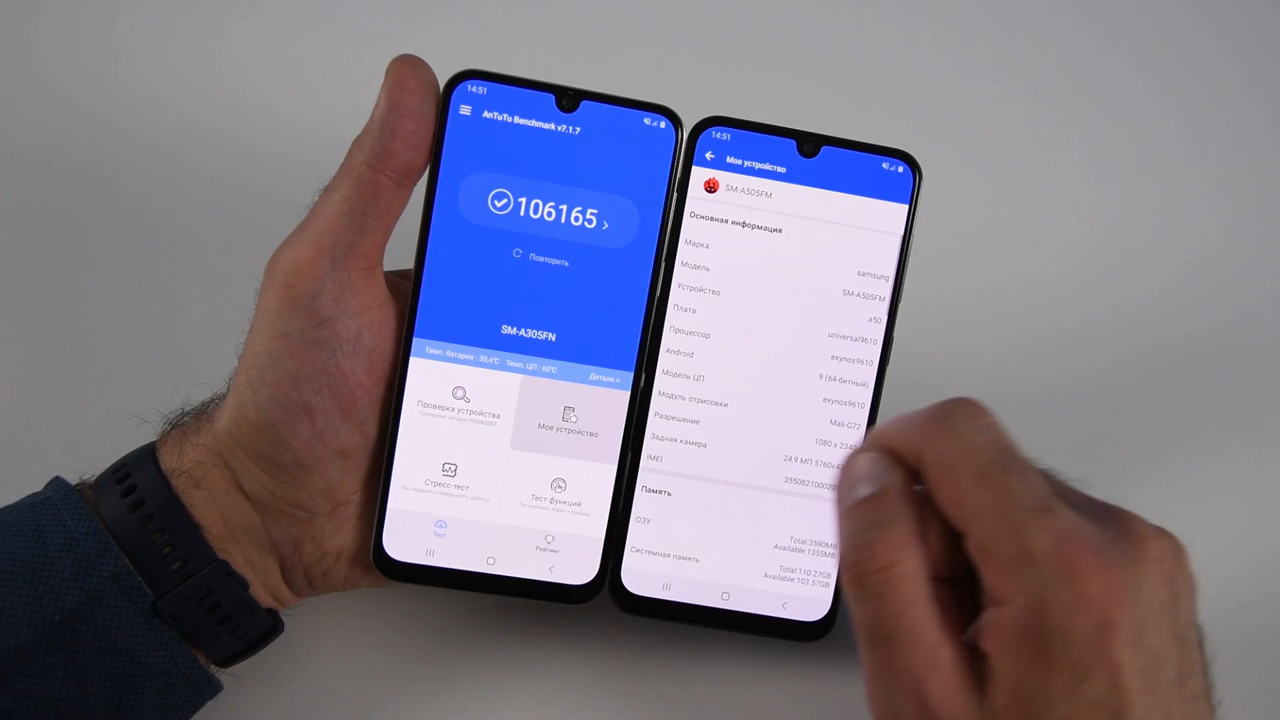 14:51
AnTuTu Benchmark v7.1.7
106165
Повторить
SM-A305FN
Темп. батареи : 30,4°C Темп. ЦП : 60°C Детали »
Проверка устройства
Мое устройство
Стресс-тест
Тест функций
Тест
Рейтинг
14:51
Мое устройство
SM-A505FM
Основная информация
Марка samsung
Модель SM-A505FM
Устройство a50
Плата universal9610
Процессор exynos9610
Android 9 (64-битный)
Модель ЦП exynos9610
Модуль отрисовки Mali-G72
Разрешение 1080 x 2340
Задняя камера 24,9 МП
IMEI
Память
ОЗУ Total:3590MB
Available:1355MB
Системная память Total:110.27GB
Available:103.57GB